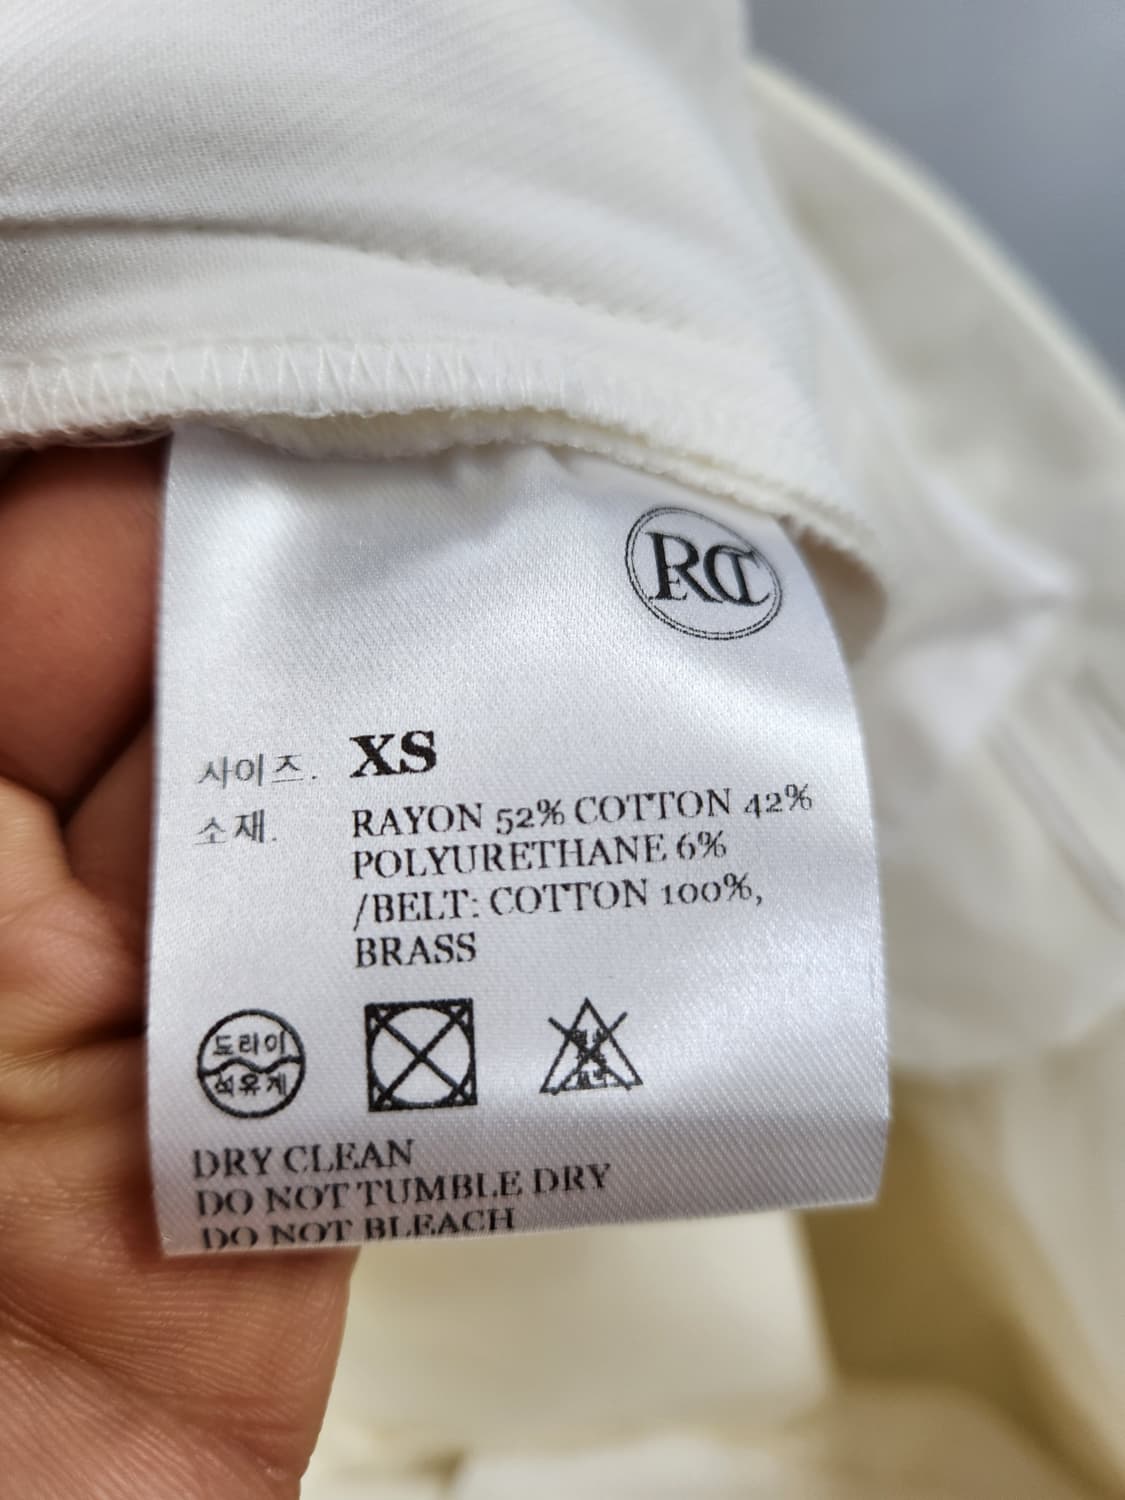 사이즈. XS
소재. RAYON 52% COTTON 42%
POLYURETHANE 6%
/BELT: COTTON 100%,
BRASS
드라이
석유계
DRY CLEAN
DO NOT TUMBLE DRY
DO NOT BLEACH